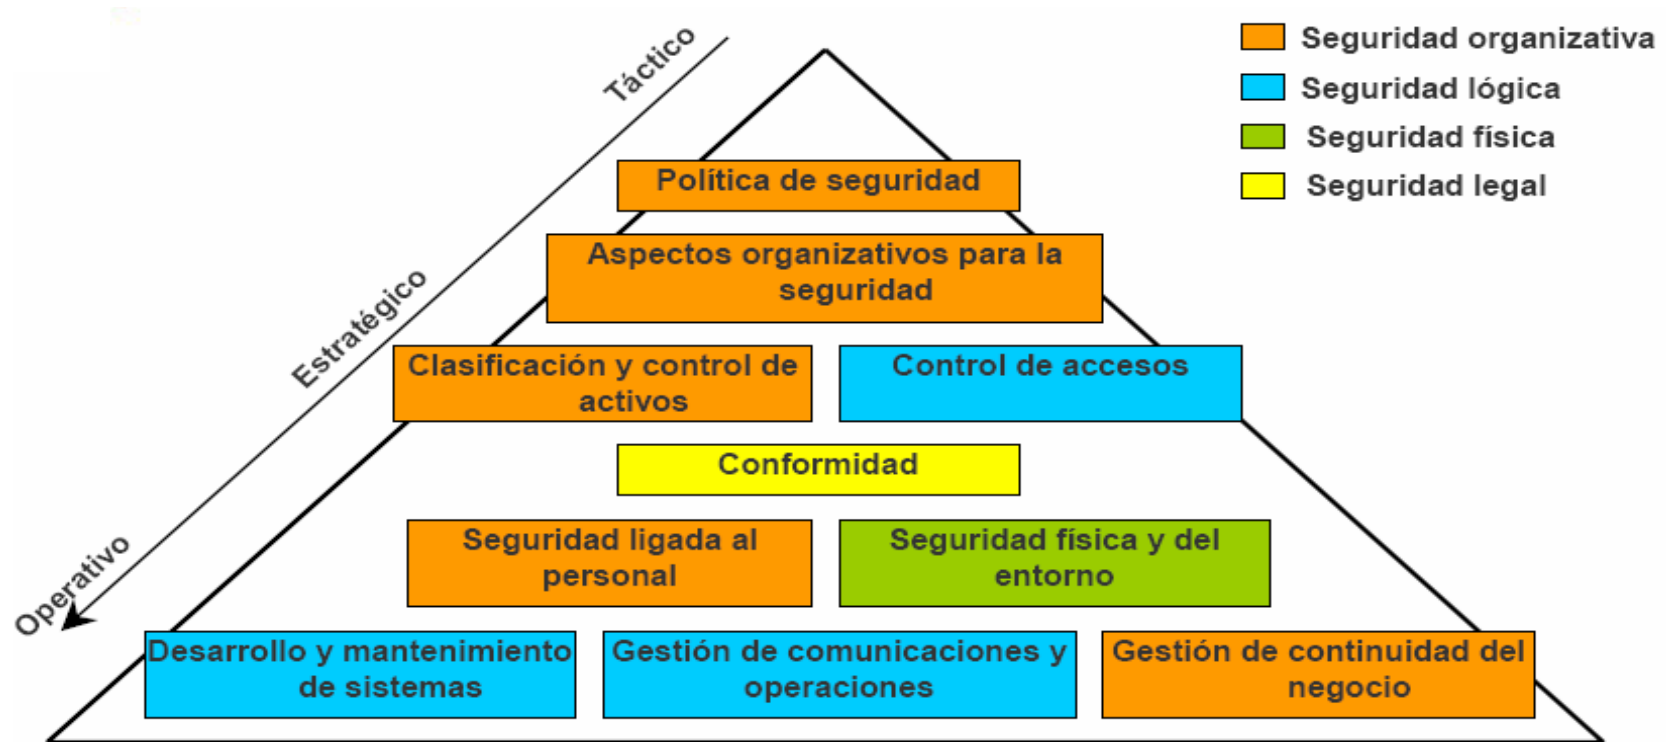 Táctico
Estratégico
Operativo
Seguridad organizativa
Seguridad lógica
Seguridad física
Seguridad legal
Política de seguridad
Aspectos organizativos para la
seguridad
Clasificación y control de
activos
Control de accesos
Conformidad
Seguridad ligada al
personal
Seguridad física y del
entorno
Desarrollo y mantenimiento
de sistemas
Gestión de comunicaciones y
operaciones
Gestión de continuidad del
negocio